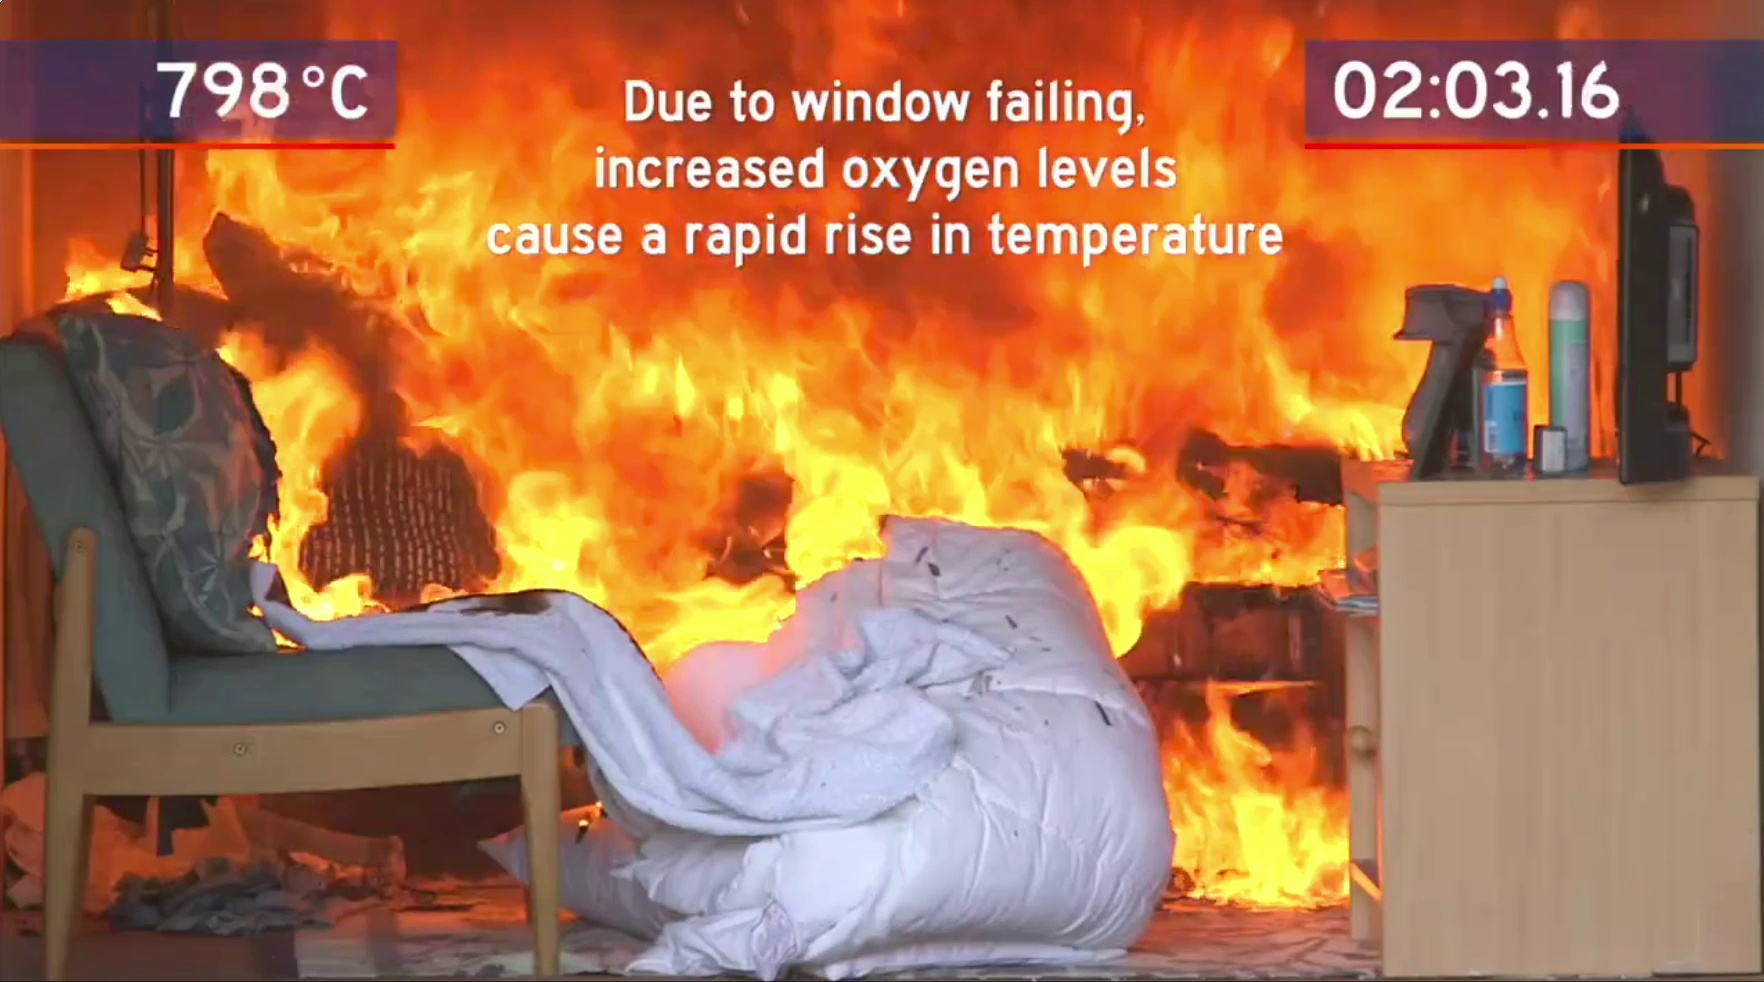 798°C
Due to window failing,
increased oxygen levels
cause a rapid rise in temperature
02:03.16